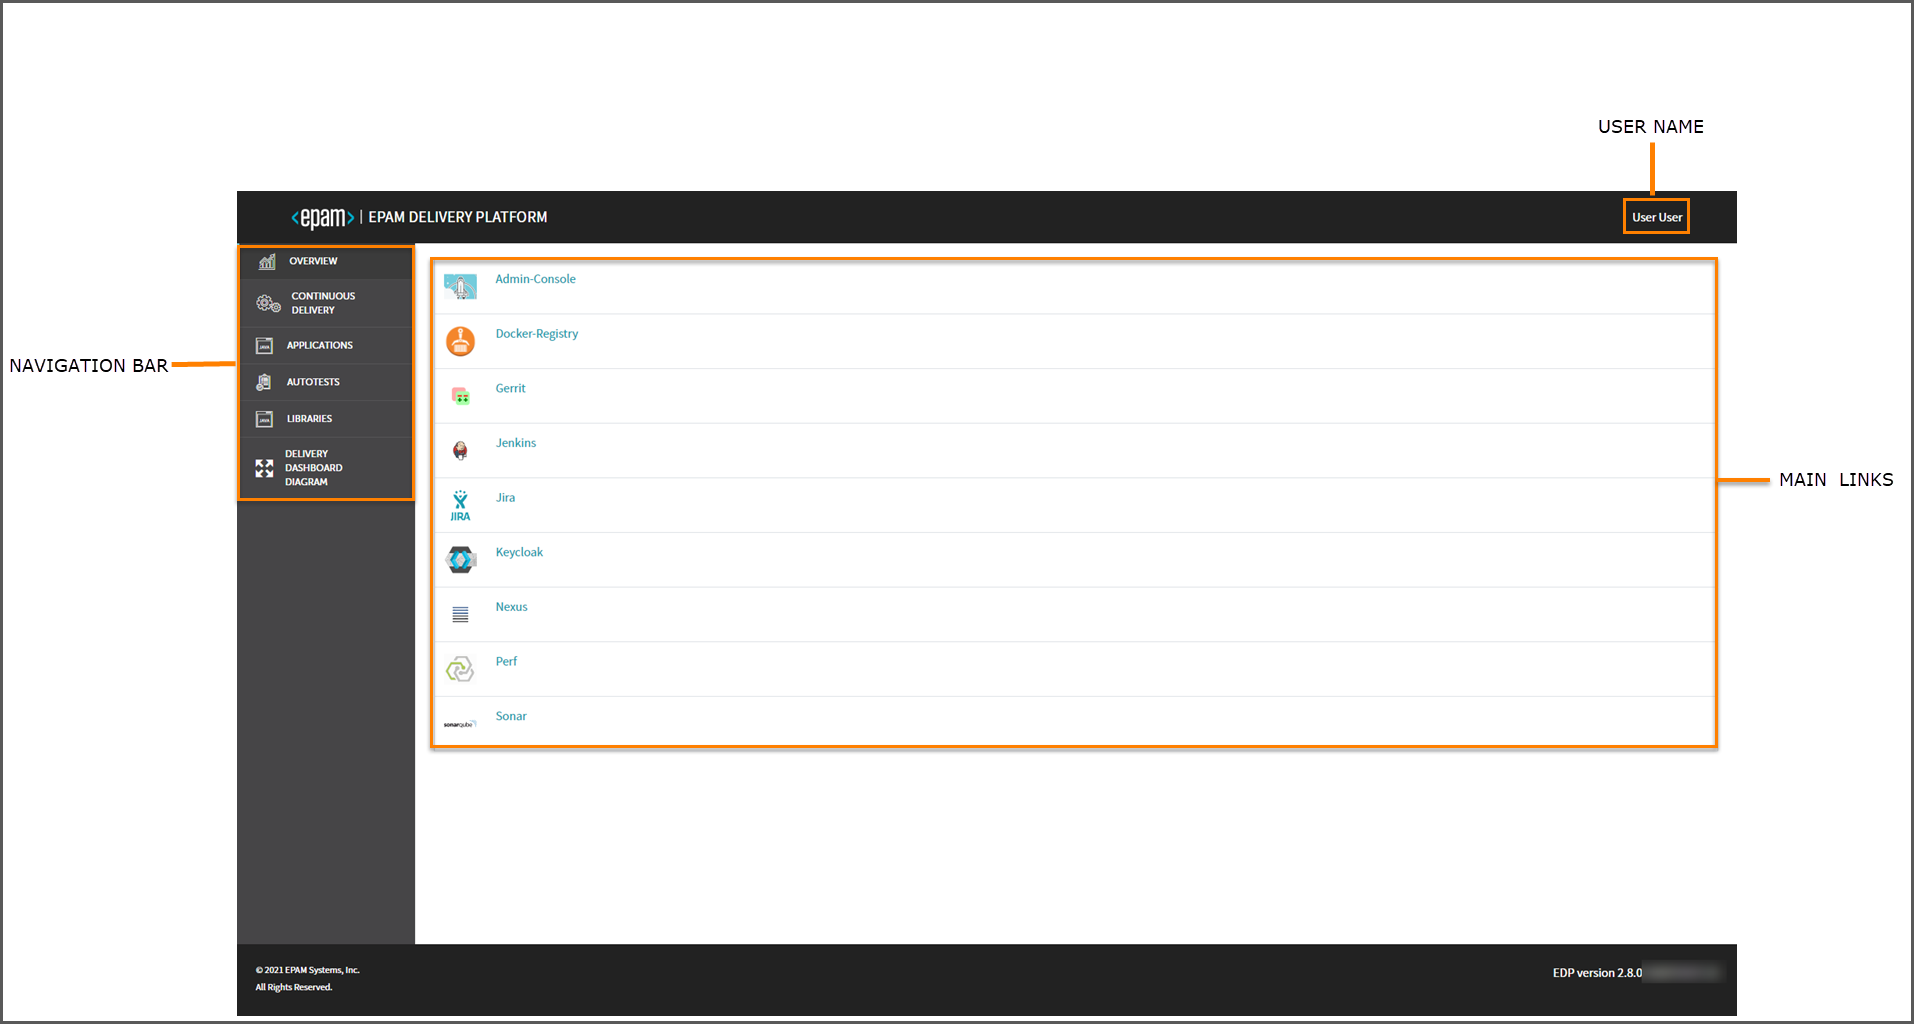 USER NAME
<epam> | EPAM DELIVERY PLATFORM
User User
OVERVIEW
CONTINUOUS
DELIVERY
APPLICATIONS
AUTOTESTS
LIBRARIES
DELIVERY
DASHBOARD
DIAGRAM
NAVIGATION BAR
JAVA
JAVA
Admin-Console
Docker-Registry
Gerrit
Jenkins
Jira
JIRA
Keycloak
Nexus
Perf
Sonar
sonarqube
MAIN LINKS
© 2021 EPAM Systems, Inc.
All Rights Reserved.
EDP version 2.8.0